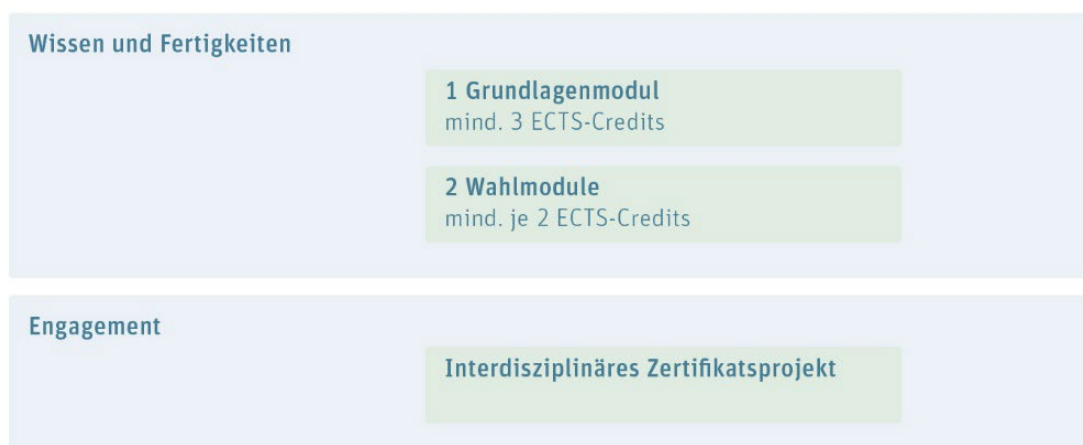 Wissen und Fertigkeiten
1 Grundlagenmodul
mind. 3 ECTS-Credits
2 Wahlmodule
mind. je 2 ECTS-Credits
Engagement
Interdisziplinäres Zertifikatsprojekt